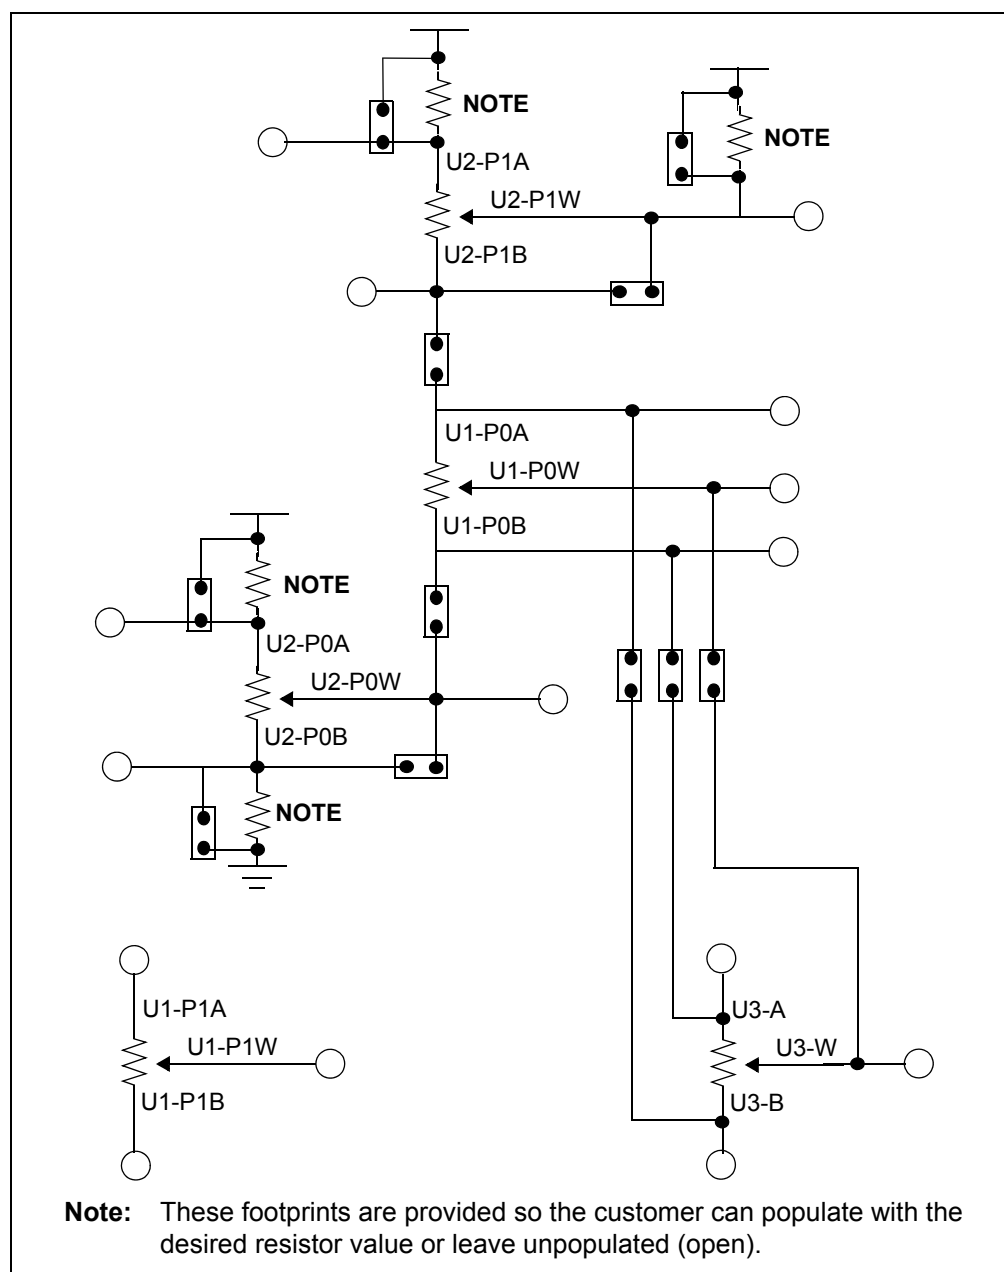 NOTE
NOTE
U2-P1A
U2-P1W
U2-P1B
U1-P0A
U1-P0W
U1-P0B
NOTE
U2-P0A
U2-P0W
U2-P0B
NOTE
U1-P1A
U1-P1W
U1-P1B
U3-A
U3-W
U3-B
Note: These footprints are provided so the customer can populate with the
desired resistor value or leave unpopulated (open).